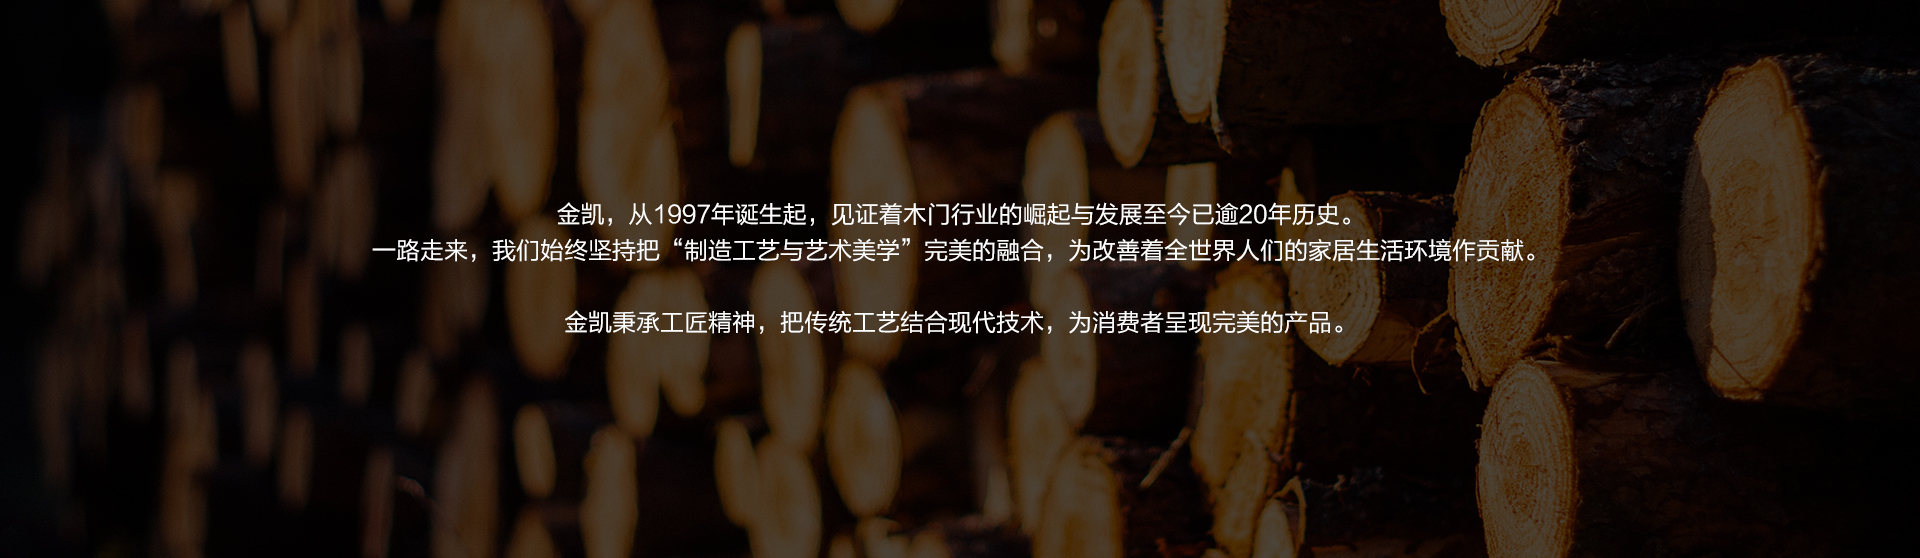 金凯，从1997年诞生起，见证着木门行业的崛起与发展至今已逾20年历史。
一路走来，我们始终坚持把“制造工艺与艺术美学”完美的融合，为改善着全世界人们的家居生活环境作贡献。
金凯秉承工匠精神，把传统工艺结合现代技术，为消费者呈现完美的产品。